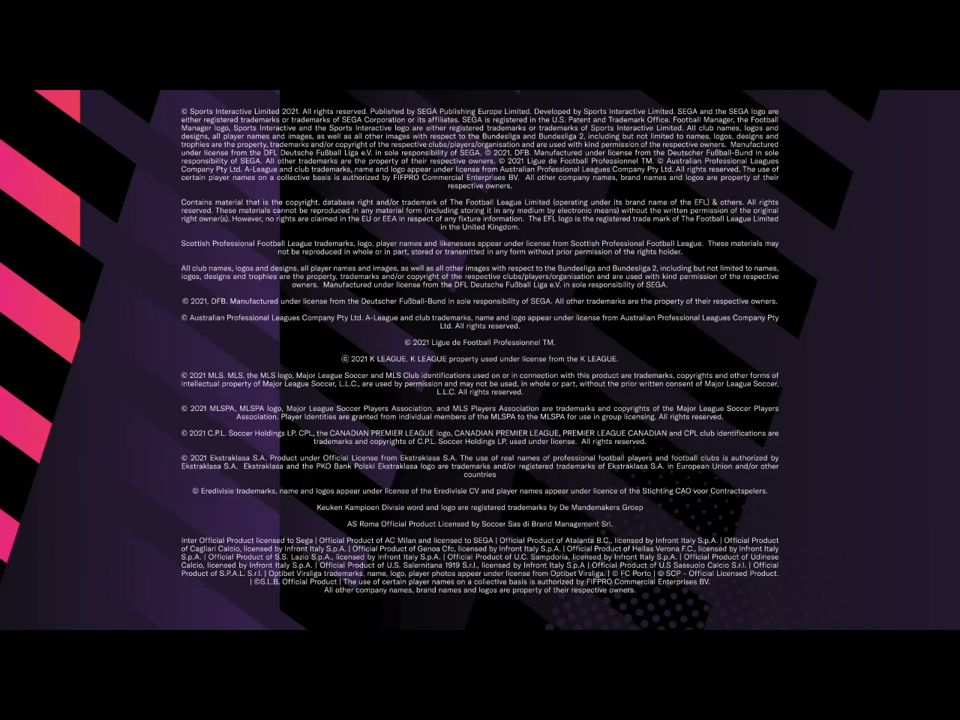 © Sports Interactive Limited 2021. All rights reserved. Published by SEGA Publishing Europe Limited. Developed by Sports Interactive Limited. SEGA and the SEGA logo are
either registered trademarks or trademarks of SEGA Corporation or its affiliates. SEGA is registered in the U.S. Patent and Trademark Office. Football Manager, the Football
Manager logo, Sports Interactive and the Sports Interactive logo are either registered trademarks or trademarks of Sports Interactive Limited. All club names, logos and
designs, all player names and images, as well as all other images with respect to the Bundesliga and Bundesliga 2, including but not limited to names, logos, designs and
trophies are the property, trademarks and/or copyright of the respective clubs/players/organisation and are used with kind permission of the respective owners. Manufactured
under license from the DFL Deutsche Fußball Liga e.V. in sole responsibility of SEGA. © 2021, DFB. Manufactured under license from the Deutscher Fußball-Bund in sole
responsibility of SEGA. All other trademarks are the property of their respective owners. © 2021 Ligue de Football Professionnel TM. © Australian Professional Leagues
Company Pty Ltd. A-League and club trademarks, name and logo appear under license from Australian Professional Leagues Company Pty Ltd. All rights reserved. The use of
certain player names on a collective basis is authorized by FIFPRO Commercial Enterprises BV. All other company names, brand names and logos are property of their
respective owners.
Contains material that is the copyright, database right and/or trademark of The Football League Limited (operating under its brand name of the EFL) & others. All rights
reserved. These materials cannot be reproduced in any material form (including storing it in any medium by electronic means) without the written permission of the original
right owner(s). However, no rights are claimed in the EU or EEA in respect of any fixture information. The EFL logo is the registered trade mark of The Football League Limited
in the United Kingdom.
Scottish Professional Football League trademarks, logo, player names and likenesses appear under license from Scottish Professional Football League. These materials may
not be reproduced in whole or in part, stored or transmitted in any form without prior permission of the rights holder.
All club names, logos and designs, all player names and images, as well as all other images with respect to the Bundesliga and Bundesliga 2, including but not limited to names,
logos, designs and trophies are the property, trademarks and/or copyright of the respective clubs/players/organisation and are used with kind permission of the respective
owners. Manufactured under license from the DFL Deutsche Fußball Liga e.V. in sole responsibility of SEGA.
© 2021, DFB. Manufactured under license from the Deutscher Fußball-Bund in sole responsibility of SEGA. All other trademarks are the property of their respective owners.
© Australian Professional Leagues Company Pty Ltd. A-League and club trademarks, name and logo appear under license from Australian Professional Leagues Company Pty
Ltd. All rights reserved.
© 2021 Ligue de Football Professionnel TM.
ⓒ 2021 K LEAGUE. K LEAGUE property used under license from the K LEAGUE.
© 2021 MLS. MLS, the MLS logo, Major League Soccer and MLS Club identifications used on or in connection with this product are trademarks, copyrights and other forms of
intellectual property of Major League Soccer, L.L.C., are used by permission and may not be used, in whole or part, without the prior written consent of Major League Soccer,
L.L.C. All rights reserved.
© 2021 MLSPA, MLSPA logo, Major League Soccer Players Association, and MLS Players Association are trademarks and copyrights of the Major League Soccer Players
Association. Player Identities are granted from individual members of the MLSPA to the MLSPA for use in group licensing. All rights reserved.
© 2021 C.P.L. Soccer Holdings LP. CPL, the CANADIAN PREMIER LEAGUE logo, CANADIAN PREMIER LEAGUE, PREMIER LEAGUE CANADIAN and CPL club identifications are
trademarks and copyrights of C.P.L. Soccer Holdings LP, used under license. All rights reserved.
© 2021 Ekstraklasa S.A. Product under Official License from Ekstraklasa S.A. The use of real names of professional football players and football clubs is authorized by
Ekstraklasa S.A. Ekstraklasa and the PKO Bank Polski Ekstraklasa logo are trademarks and/or registered trademarks of Ekstraklasa S.A. in European Union and/or other
countries
© Eredivisie trademarks, name and logos appear under license of the Eredivisie CV and player names appear under licence of the Stichting CAO voor Contractspelers.
Keuken Kampioen Divisie word and logo are registered trademarks by De Mandemakers Groep
AS Roma Official Product Licensed by Soccer Sas di Brand Management Srl.
Inter Official Product licensed to Sega | Official Product of AC Milan and licensed to SEGA | Official Product of Atalanta B.C., licensed by Infront Italy S.p.A. | Official Product
of Cagliari Calcio, licensed by Infront Italy S.p.A. | Official Product of Genoa Cfc, licensed by Infront Italy S.p.A. | Official Product of Hellas Verona F.C., licensed by Infront Italy
S.p.A. | Official Product of S.S. Lazio S.p.A., licensed by Infront Italy S.p.A. | Official Product of U.C. Sampdoria, licensed by Infront Italy S.p.A. | Official Product of Udinese
Calcio, licensed by Infront Italy S.p.A. | Official Product of U.S. Salernitana 1919 S.r.l., licensed by Infront Italy S.p.A | Official Product of U.S Sassuolo Calcio S.r.l. | Official
Product of S.P.A.L. S.r.l | Optibet Virsliga trademarks, name, logo, player photos appear under license from Optibet Virsliga. | © FC Porto | © SCP – Official Licensed Product.
| ©S.L.B. Official Product | The use of certain player names on a collective basis is authorized by FIFPRO Commercial Enterprises BV.
All other company names, brand names and logos are property of their respective owners.